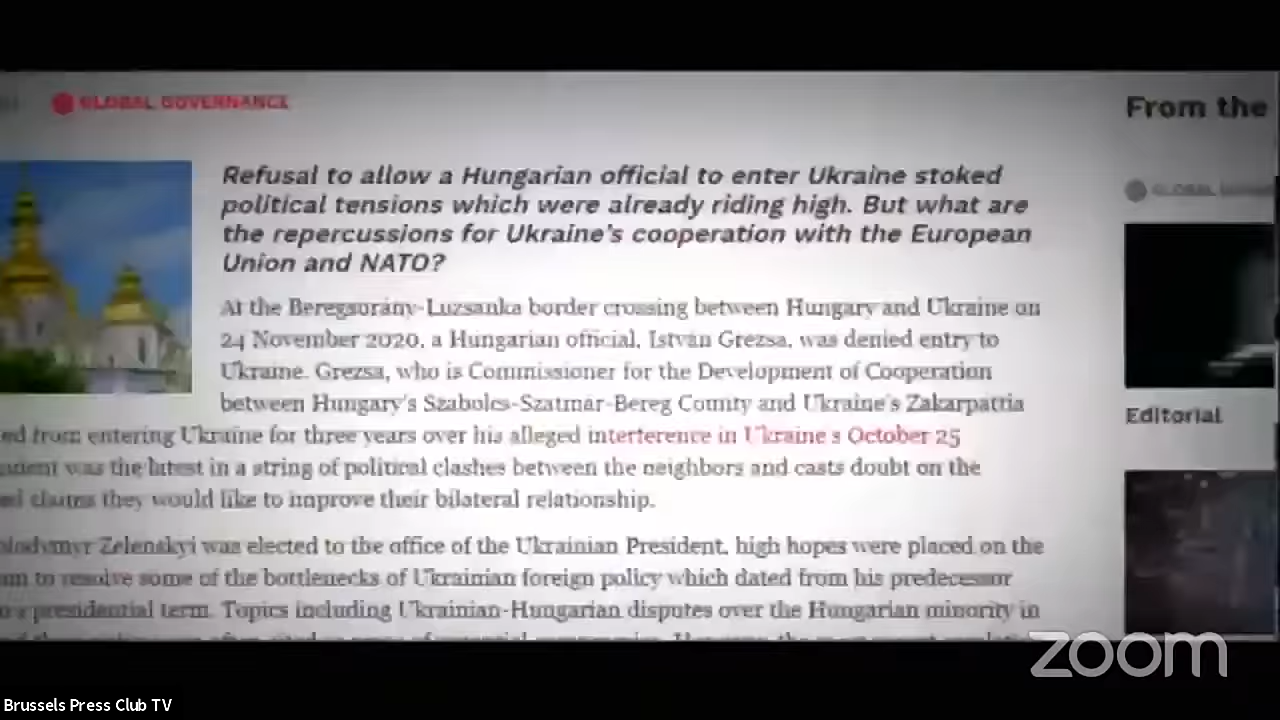 GLOBAL GOVERNANCE
From the
Refusal to allow a Hungarian official to enter Ukraine stoked
political tensions which were already riding high. But what are
the repercussions for Ukraine's cooperation with the European
Union and NATO?
GLOBAL
At the Beregsurány-Luzsanka border crossing between Hungary and Ukraine on
24 November 2020, a Hungarian official, István Grezsa, was denied entry to
Ukraine. Grezsa, who is Commissioner for the Development of Cooperation
between Hungary's Szabolcs-Szatmár-Bereg County and Ukraine's Zakarpattia
Editorial
ed from entering Ukraine for three years over his alleged interference in Ukraine's October 25
was the latest in a string of political clashes between the neighbors and casts doubt on the
claims they would like to improve their bilateral relationship.
Zelenskyi was elected to the office of the Ukrainian President, high hopes were placed on the
to resolve some of the bottlenecks of Ukrainian foreign policy which dated from his predecessor
presidential term. Topics including Ukrainian-Hungarian disputes over the Hungarian minority in
zoom
Brussels Press Club TV